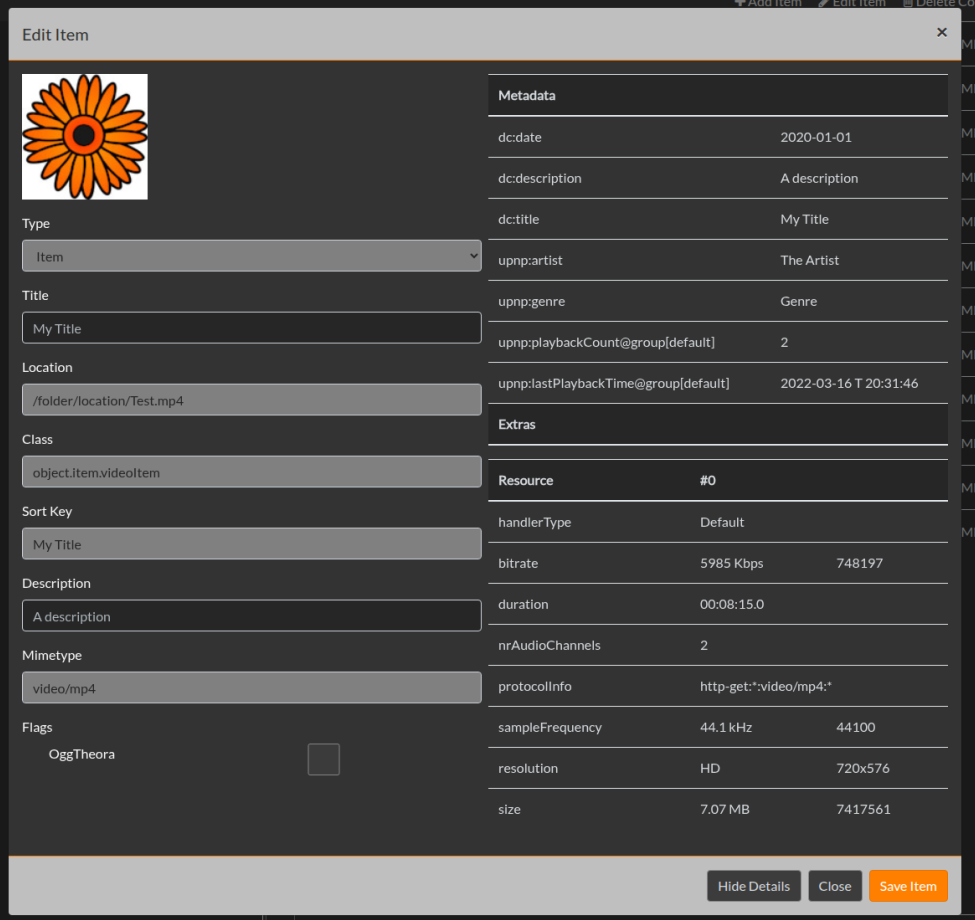 Add Item Edit Item Delete Co
Edit Item ×
Type
Item
Title
My Title
Location
/folder/location/Test.mp4
Class
object.item.videoItem
Sort Key
My Title
Description
A description
Mimetype
video/mp4
Flags
OggTheora
Metadata
dc:date 2020-01-01
dc:description A description
dc:title My Title
upnp:artist The Artist
upnp:genre Genre
upnp:playbackCount@group[default] 2
upnp:lastPlaybackTime@group[default] 2022-03-16 T 20:31:46
Extras
Resource #0
handlerType Default
bitrate 5985 Kbps 748197
duration 00:08:15.0
nrAudioChannels 2
protocolInfo http-get:*:video/mp4:*
sampleFrequency 44.1 kHz 44100
resolution HD 720x576
size 7.07 MB 7417561
Hide Details Close Save Item